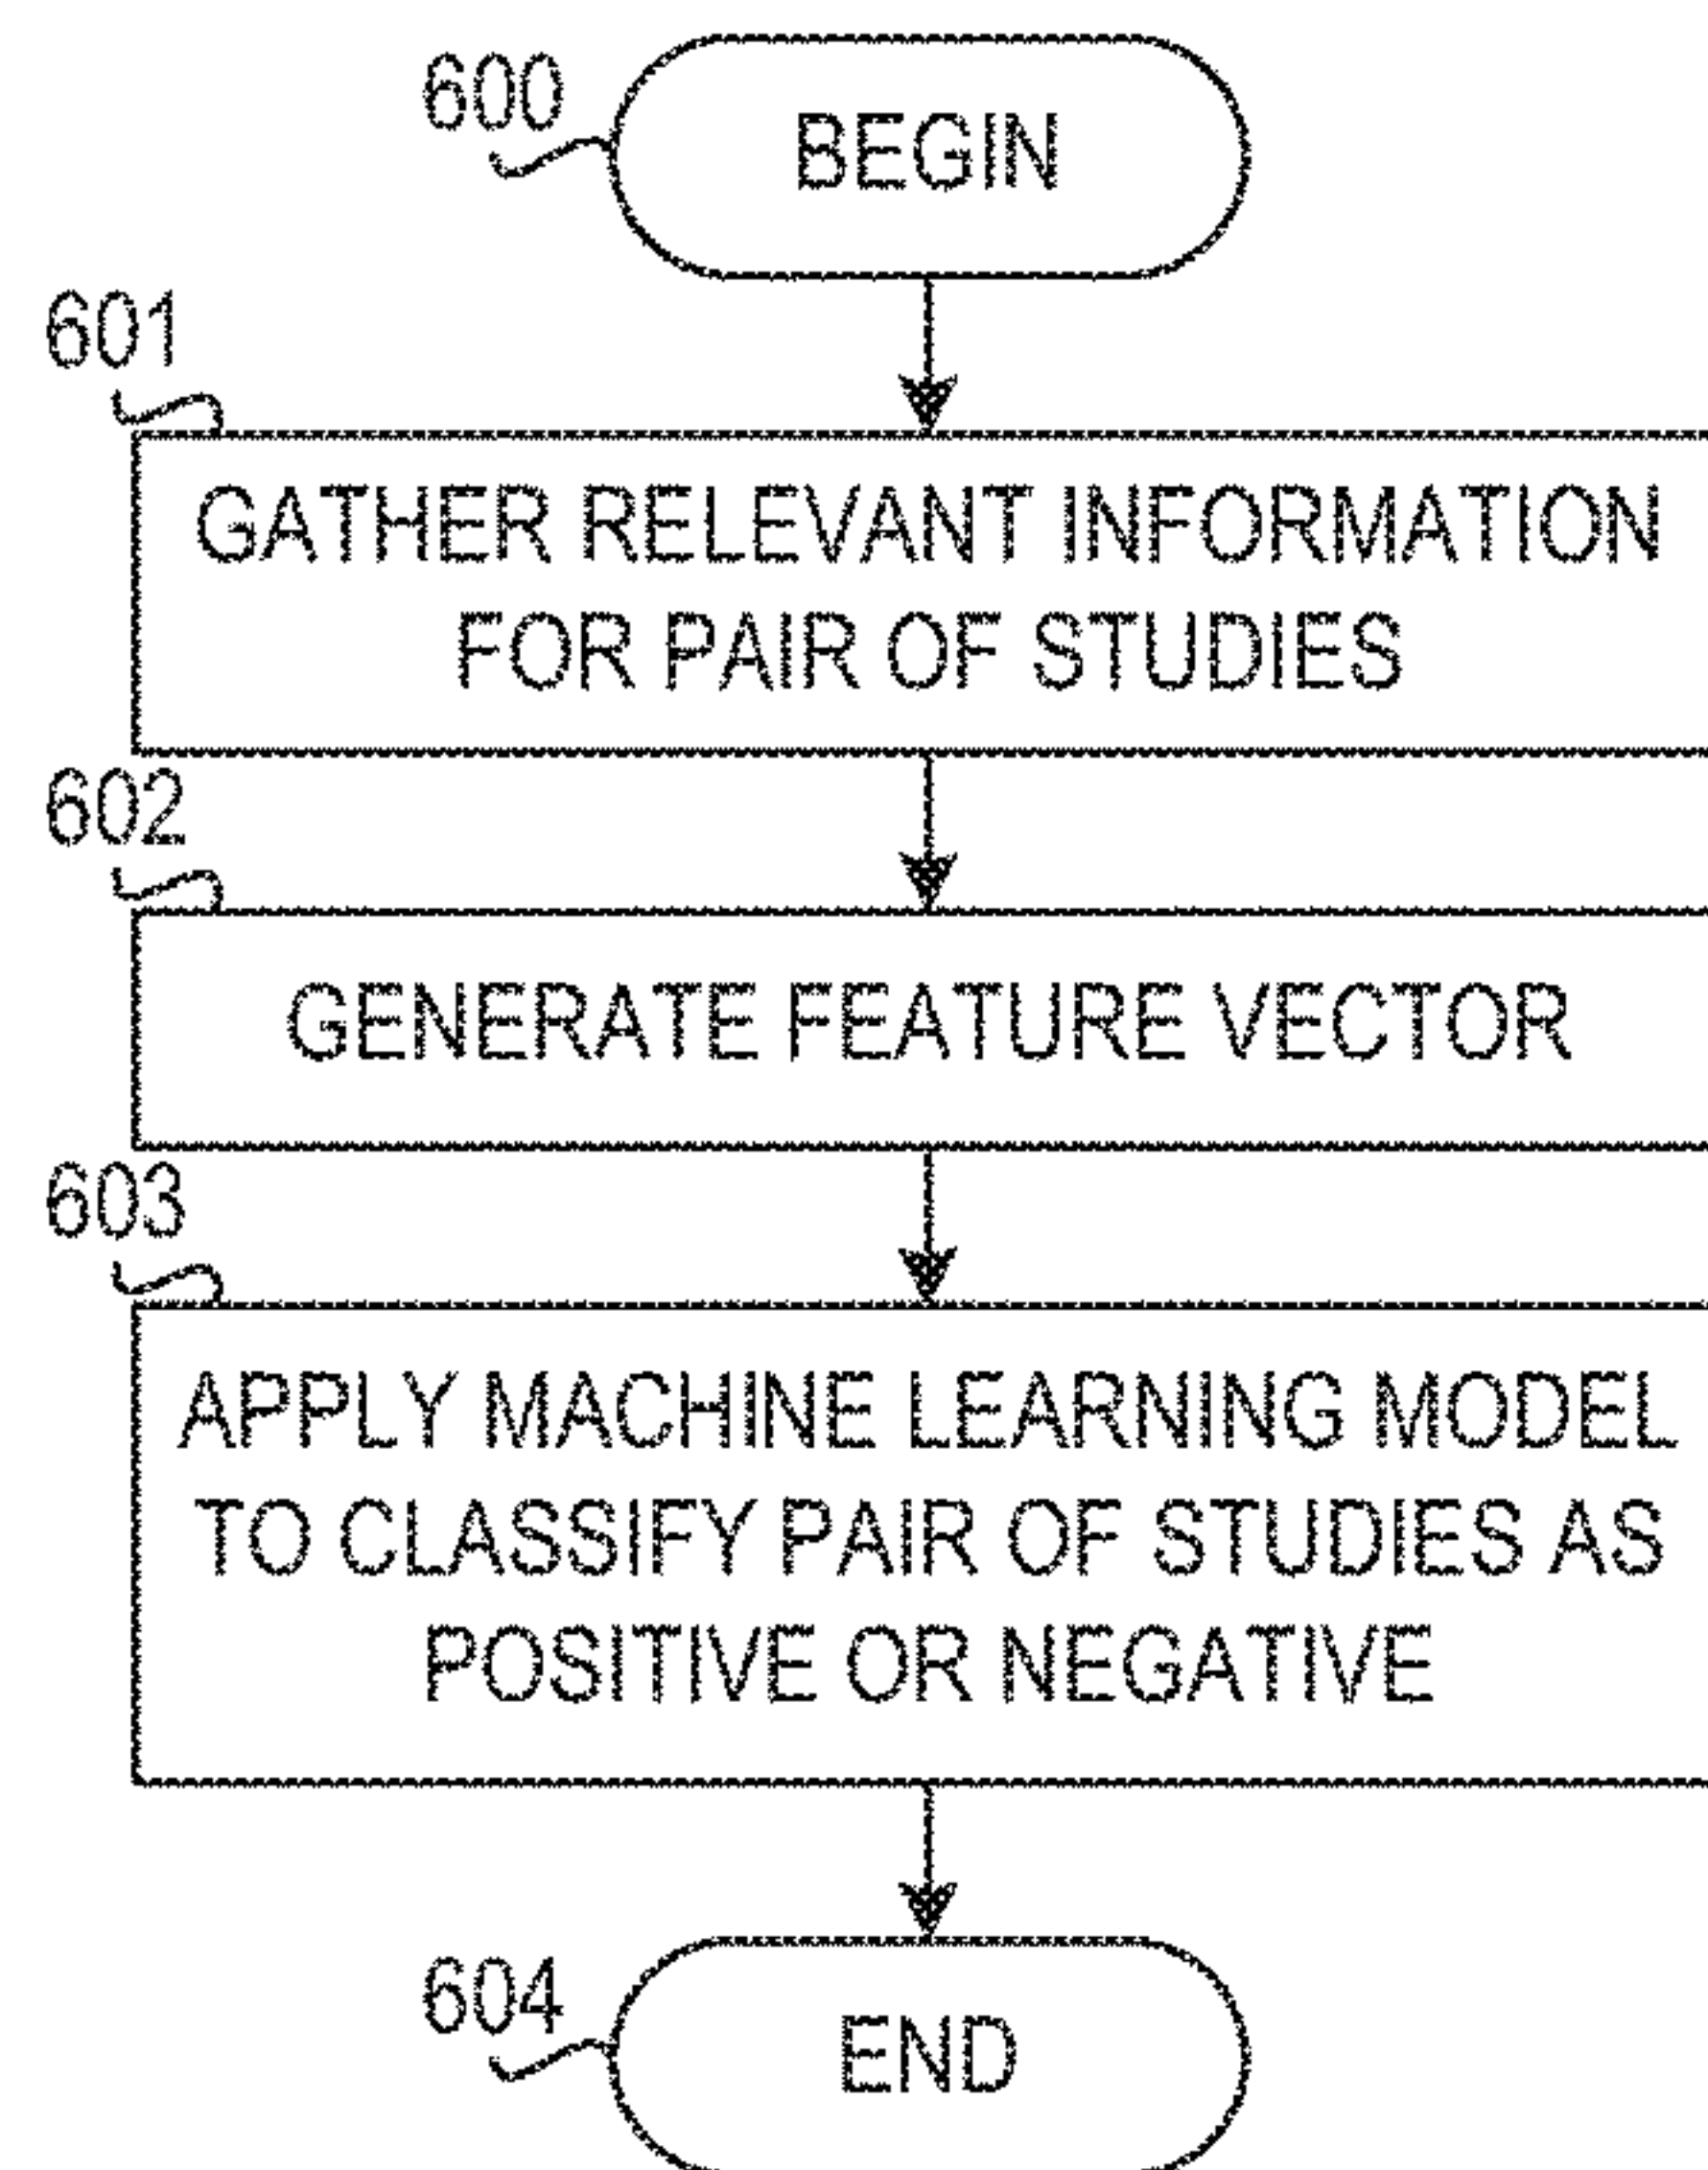 600
BEGIN
601
GATHER RELEVANT INFORMATION
FOR PAIR OF STUDIES
602
GENERATE FEATURE VECTOR
603
APPLY MACHINE LEARNING MODEL
TO CLASSIFY PAIR OF STUDIES AS
POSITIVE OR NEGATIVE
604
END